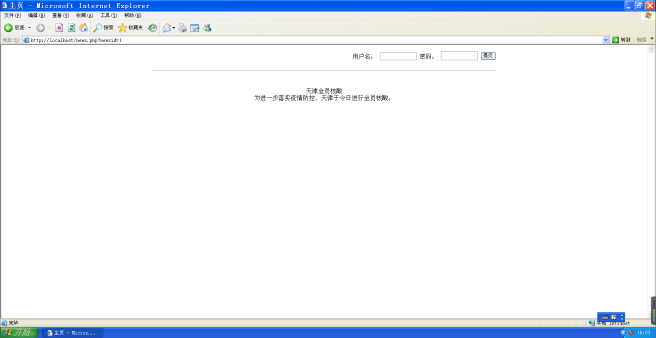 主页 - Microsoft Internet Explorer
文件(F) 编辑(E) 查看(V) 收藏(A) 工具(T) 帮助(H)
后退 搜索 收藏夹
地址(D) http://localhost/news.php?newsid=1 转到 链接
用户名： 密码： 提交
天津全员核酸
为进一步落实疫情防控，天津于今日进行全员核酸。
完毕 本地 Intranet
开始 主页 - Micros...